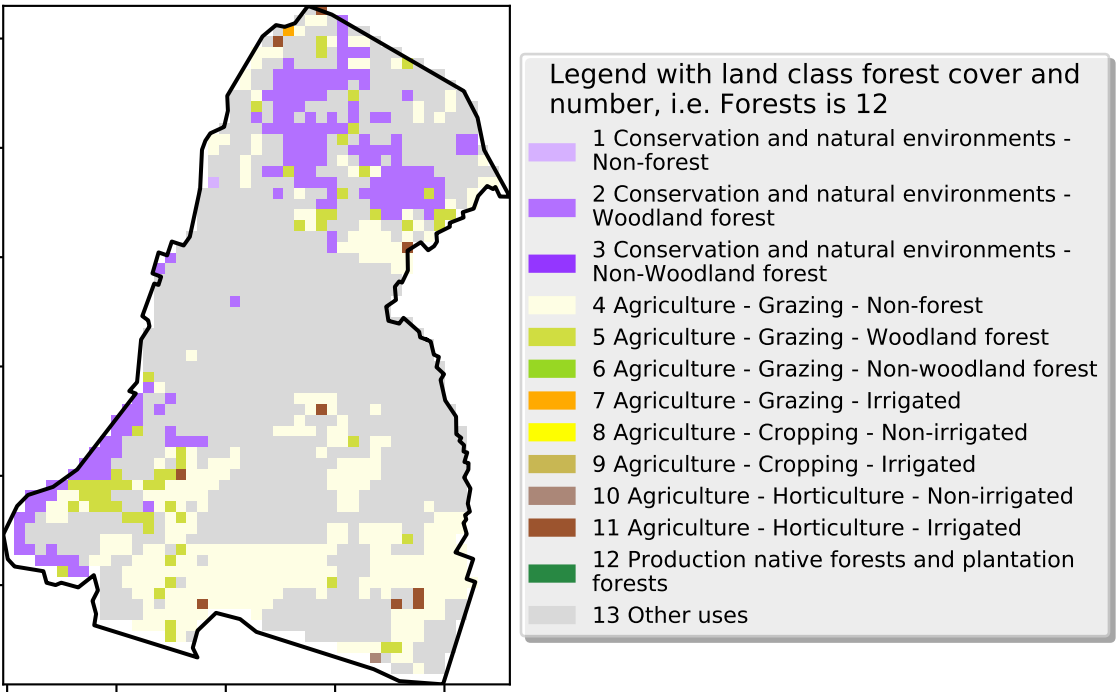 Legend with land class forest cover and
number, i.e. Forests is 12
1 Conservation and natural environments -
Non-forest
2 Conservation and natural environments -
Woodland forest
3 Conservation and natural environments -
Non-Woodland forest
4 Agriculture - Grazing - Non-forest
5 Agriculture - Grazing - Woodland forest
6 Agriculture - Grazing - Non-woodland forest
7 Agriculture - Grazing - Irrigated
8 Agriculture - Cropping - Non-irrigated
9 Agriculture - Cropping - Irrigated
10 Agriculture - Horticulture - Non-irrigated
11 Agriculture - Horticulture - Irrigated
12 Production native forests and plantation
forests
13 Other uses